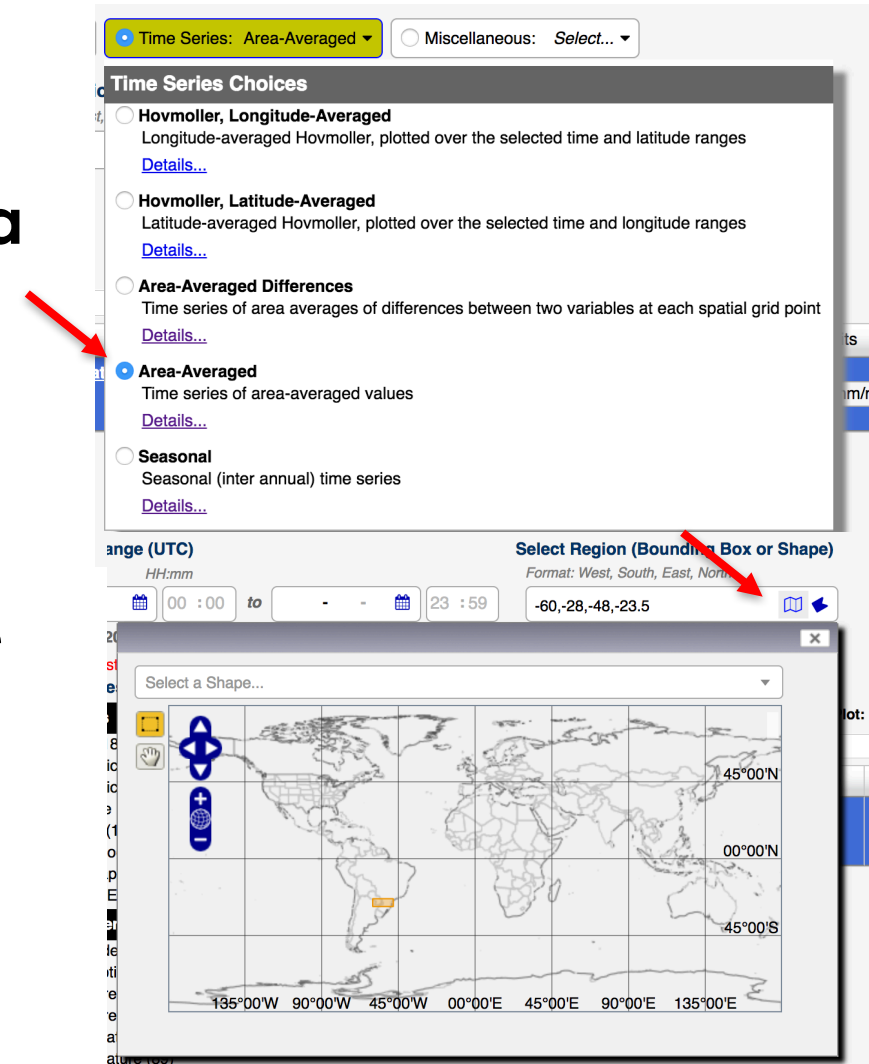 Time Series: Area-Averaged
Miscellaneous: Select...
Time Series Choices
Hovmoller, Longitude-Averaged
Longitude-averaged Hovmoller, plotted over the selected time and latitude ranges
Details...
Hovmoller, Latitude-Averaged
Latitude-averaged Hovmoller, plotted over the selected time and longitude ranges
Details...
Area-Averaged Differences
Time series of area averages of differences between two variables at each spatial grid point
Details...
Area-Averaged
Time series of area-averaged values
Details...
Seasonal
Seasonal (inter annual) time series
Details...
ange (UTC)
Select Region (Bounding Box or Shape)
HH:mm
Format: West, South, East, North
00 : 00 to - - 23 : 59
-60,-28,-48,-23.5
Select a Shape...
lot:
45°00'N
00°00'N
45°00'S
135°00'W 90°00'W 45°00'W 00°00'E 45°00'E 90°00'E 135°00'E